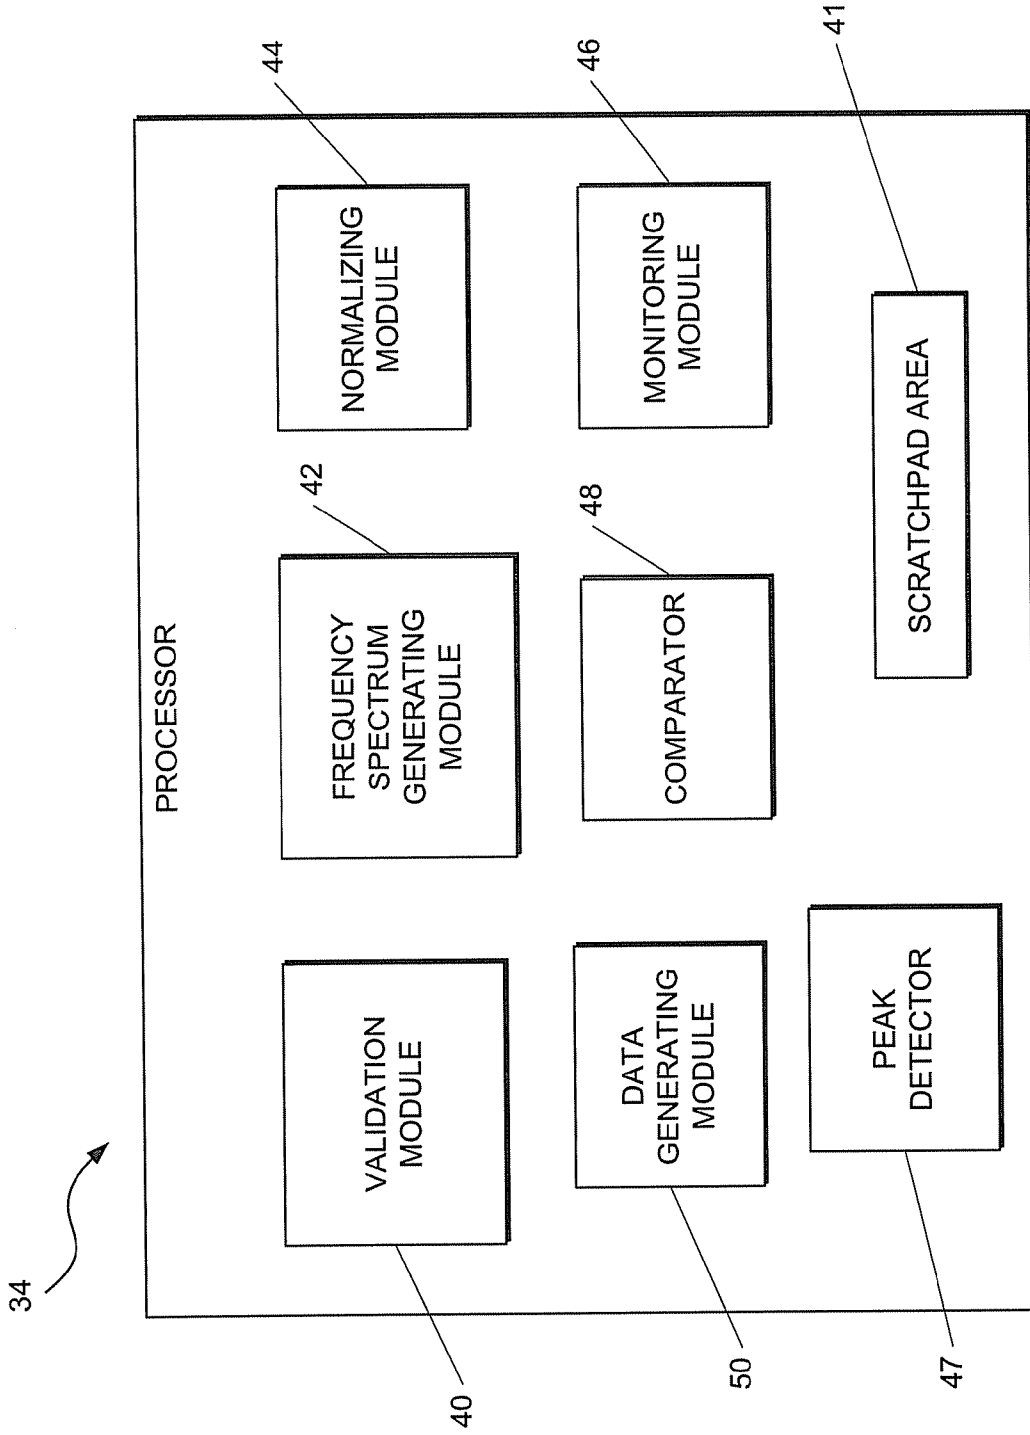 34
PROCESSOR
40
VALIDATION
MODULE
42
FREQUENCY
SPECTRUM
GENERATING
MODULE
44
NORMALIZING
MODULE
50
DATA
GENERATING
MODULE
48
COMPARATOR
46
MONITORING
MODULE
47
PEAK
DETECTOR
41
SCRATCHPAD AREA